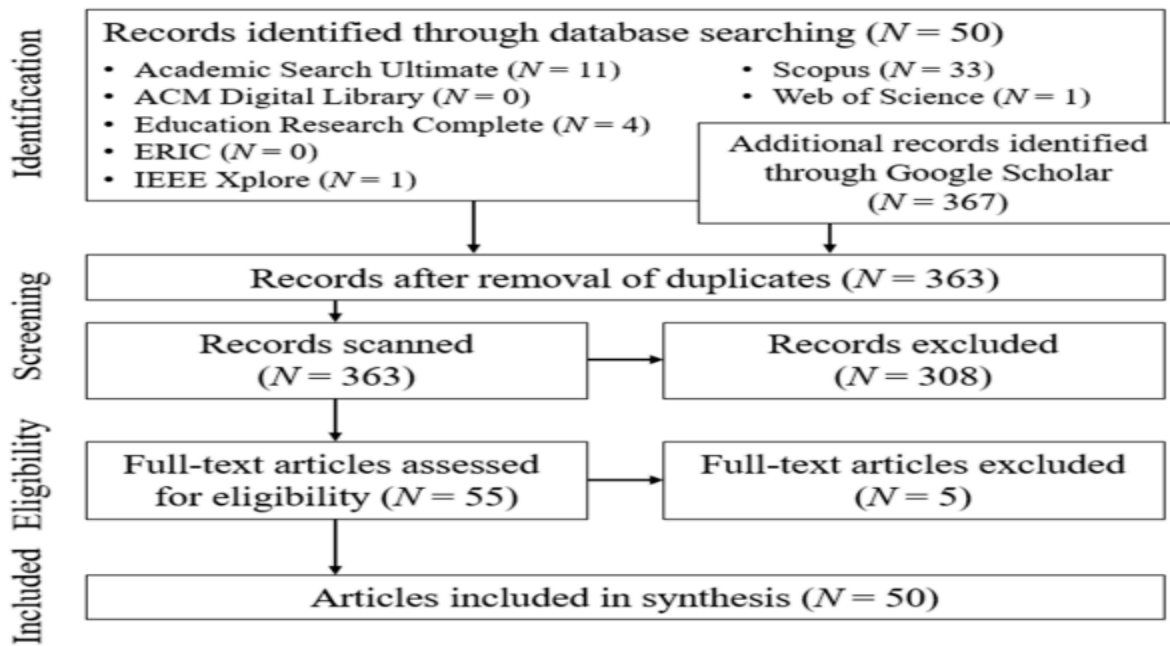 Identification
Records identified through database searching (N = 50)
• Academic Search Ultimate (N = 11)
• ACM Digital Library (N = 0)
• Education Research Complete (N = 4)
• ERIC (N = 0)
• IEEE Xplore (N = 1)
• Scopus (N = 33)
• Web of Science (N = 1)
Additional records identified
through Google Scholar
(N = 367)
Screening
Records after removal of duplicates (N = 363)
Records scanned
(N = 363)
Records excluded
(N = 308)
Eligibility
Full-text articles assessed
for eligibility (N = 55)
Full-text articles excluded
(N = 5)
Included
Articles included in synthesis (N = 50)